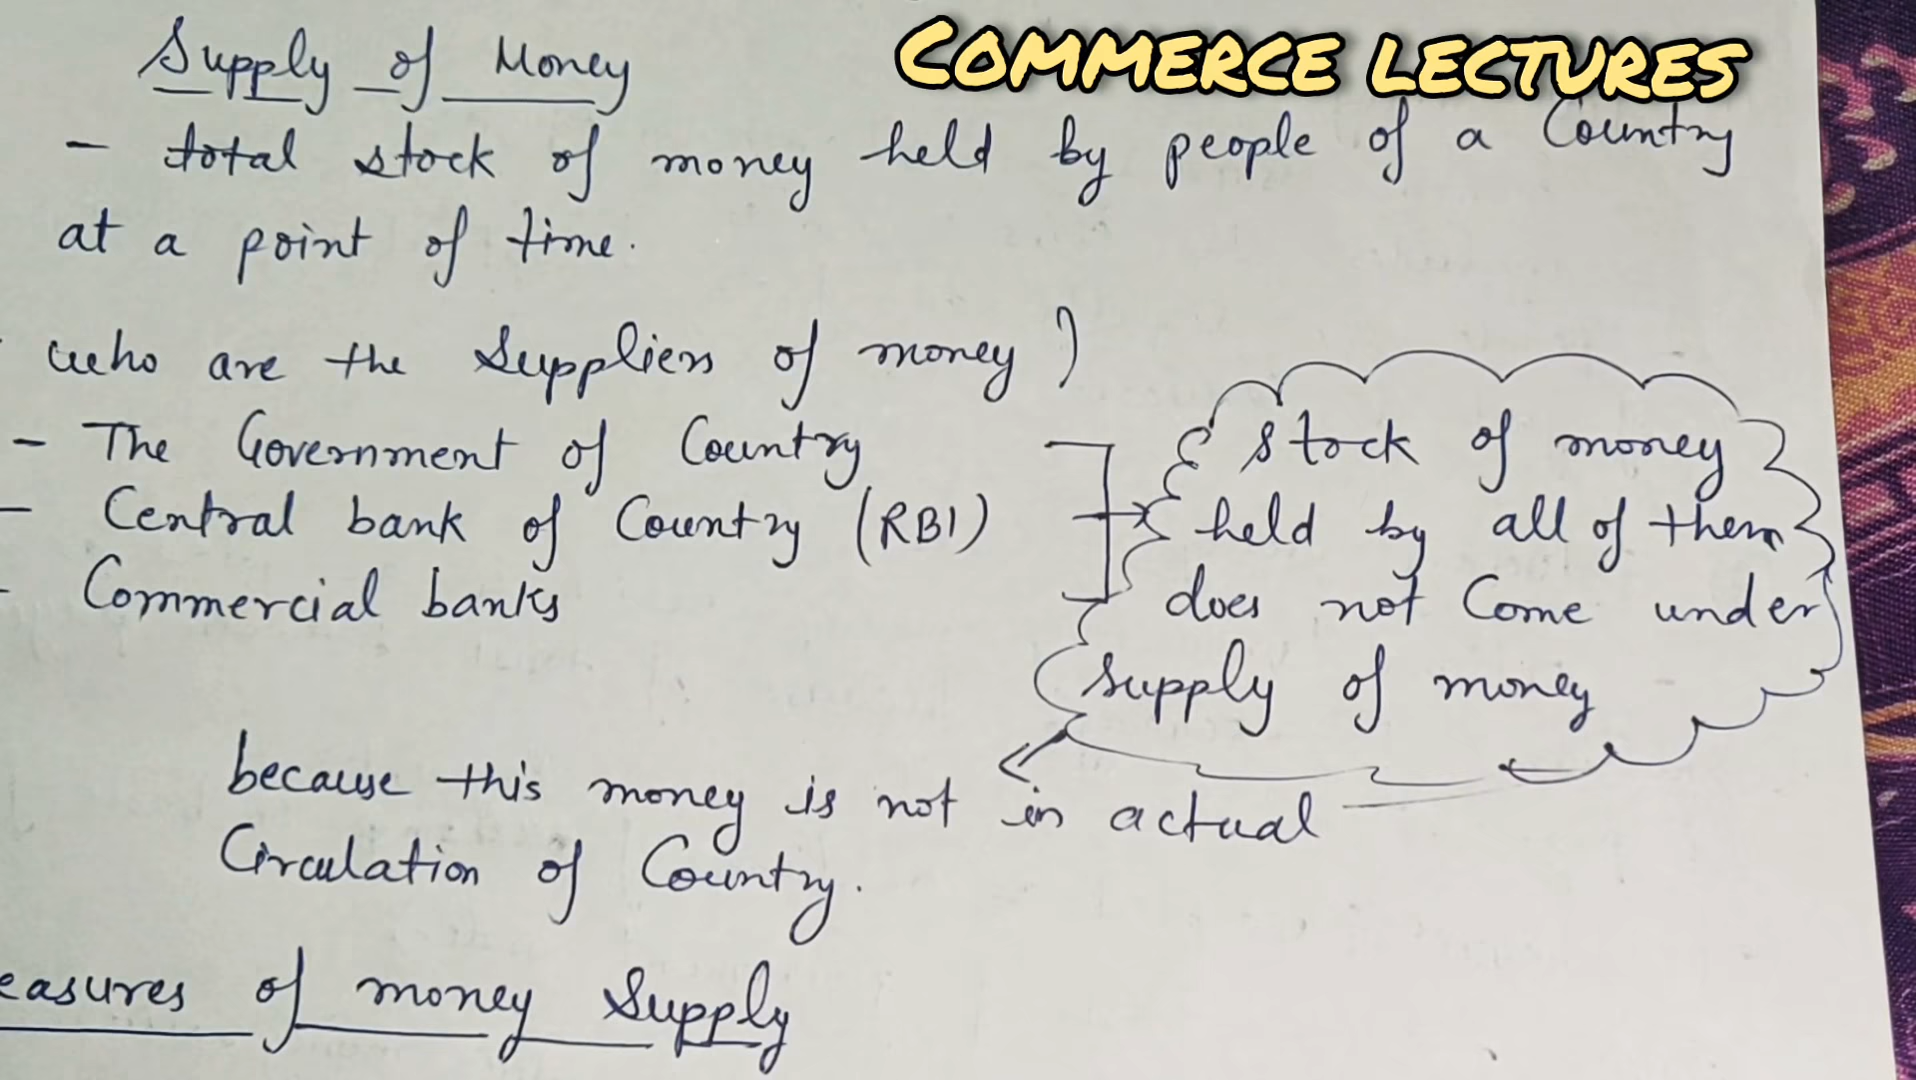 COMMERCE LECTURES
Supply of Money
- total stock of money held by people of a Country
at a point of time.
who are the Suppliers of money ?
- The Government of Country
- Central bank of Country (RBI)
- Commercial banks
stock of money
held by all of them
does not Come under
supply of money
because this money is not in actual
Circulation of Country.
easures of money Supply